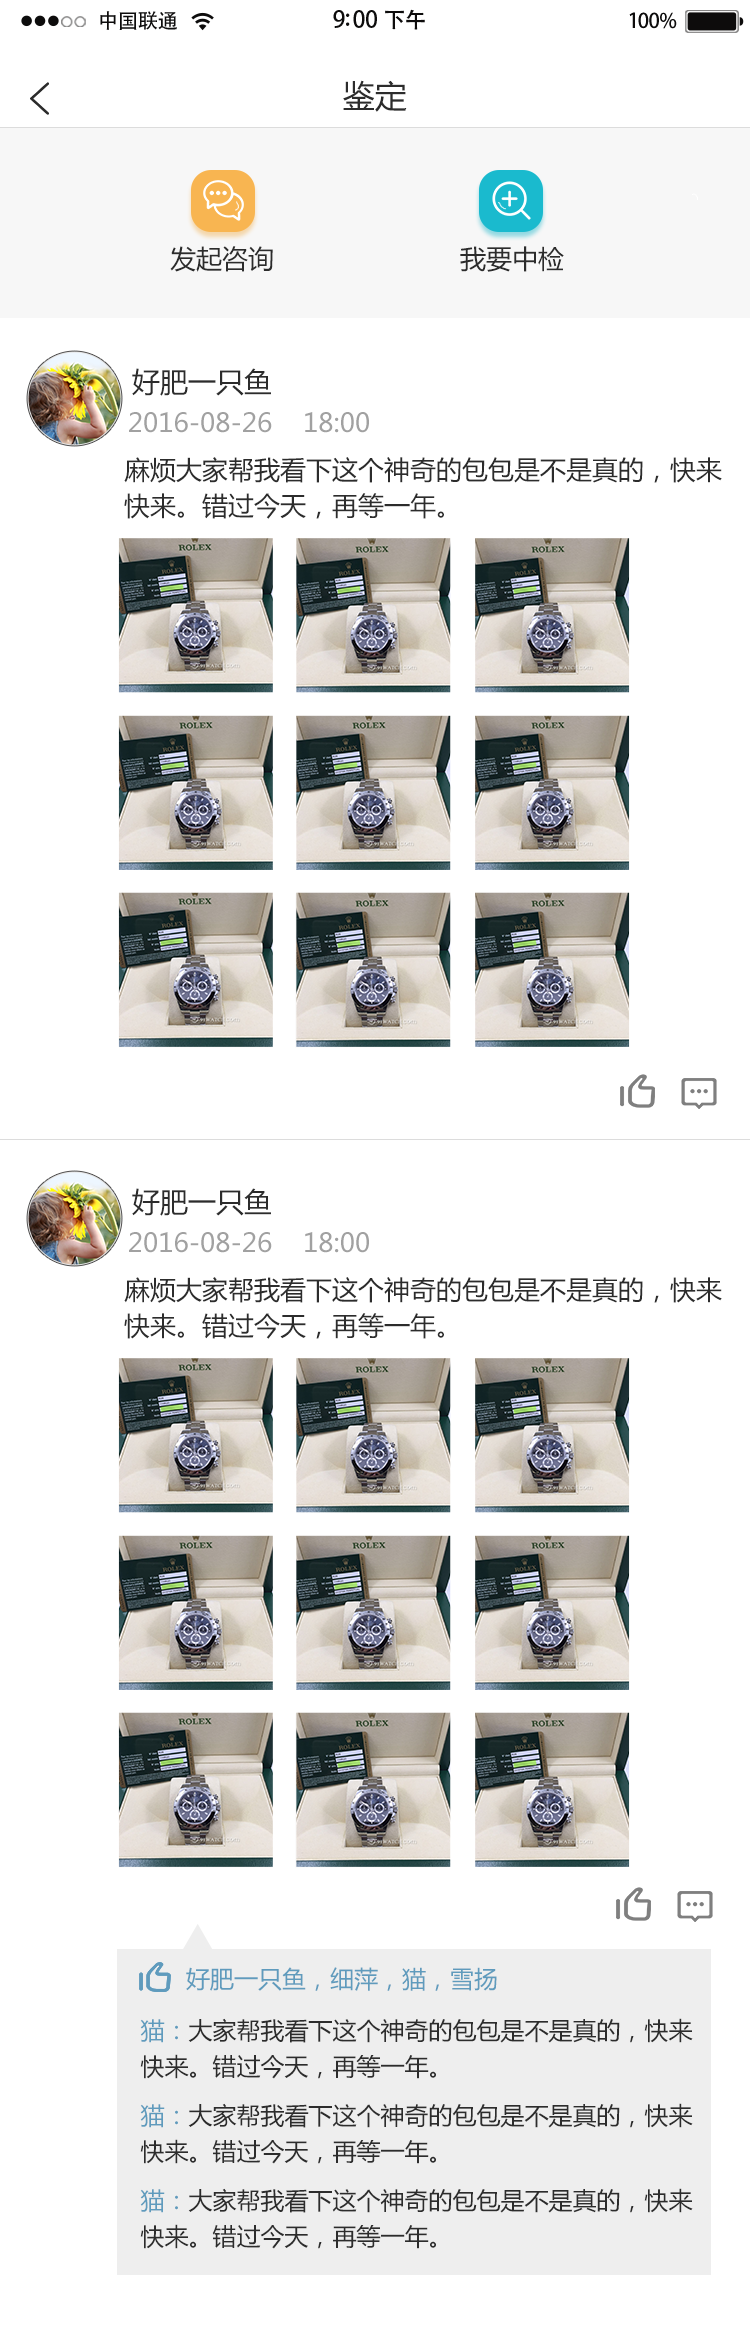 中国联通 9:00 下午 100%
鉴定
发起咨询 我要中检
好肥一只鱼
2016-08-26 18:00
麻烦大家帮我看下这个神奇的包包是不是真的，快来
快来。错过今天，再等一年。
ROLEX ROLEX ROLEX
ROLEX ROLEX ROLEX
ROLEX ROLEX ROLEX
好肥一只鱼
2016-08-26 18:00
麻烦大家帮我看下这个神奇的包包是不是真的，快来
快来。错过今天，再等一年。
ROLEX ROLEX ROLEX
ROLEX ROLEX ROLEX
ROLEX ROLEX ROLEX
好肥一只鱼，细萍，猫，雪扬
猫：大家帮我看下这个神奇的包包是不是真的，快来
快来。错过今天，再等一年。
猫：大家帮我看下这个神奇的包包是不是真的，快来
快来。错过今天，再等一年。
猫：大家帮我看下这个神奇的包包是不是真的，快来
快来。错过今天，再等一年。